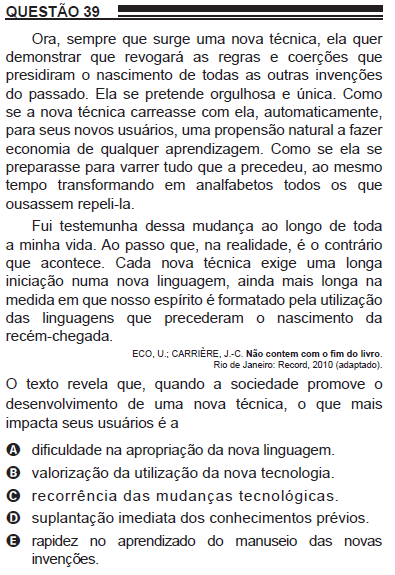 QUESTÃO 39
Ora, sempre que surge uma nova técnica, ela quer
demonstrar que revogará as regras e coerções que
presidiram o nascimento de todas as outras invenções
do passado. Ela se pretende orgulhosa e única. Como
se a nova técnica carreasse com ela, automaticamente,
para seus novos usuários, uma propensão natural a fazer
economia de qualquer aprendizagem. Como se ela se
preparasse para varrer tudo que a precedeu, ao mesmo
tempo transformando em analfabetos todos os que
ousassem repeli-la.
Fui testemunha dessa mudança ao longo de toda
a minha vida. Ao passo que, na realidade, é o contrário
que acontece. Cada nova técnica exige uma longa
iniciação numa nova linguagem, ainda mais longa na
medida em que nosso espírito é formatado pela utilização
das linguagens que precederam o nascimento da
recém-chegada.
ECO, U.; CARRIÈRE, J.-C. Não contem com o fim do livro.
Rio de Janeiro: Record, 2010 (adaptado).
O texto revela que, quando a sociedade promove o
desenvolvimento de uma nova técnica, o que mais
impacta seus usuários é a
A dificuldade na apropriação da nova linguagem.
B valorização da utilização da nova tecnologia.
C recorrência das mudanças tecnológicas.
D suplantação imediata dos conhecimentos prévios.
E rapidez no aprendizado do manuseio das novas
invenções.